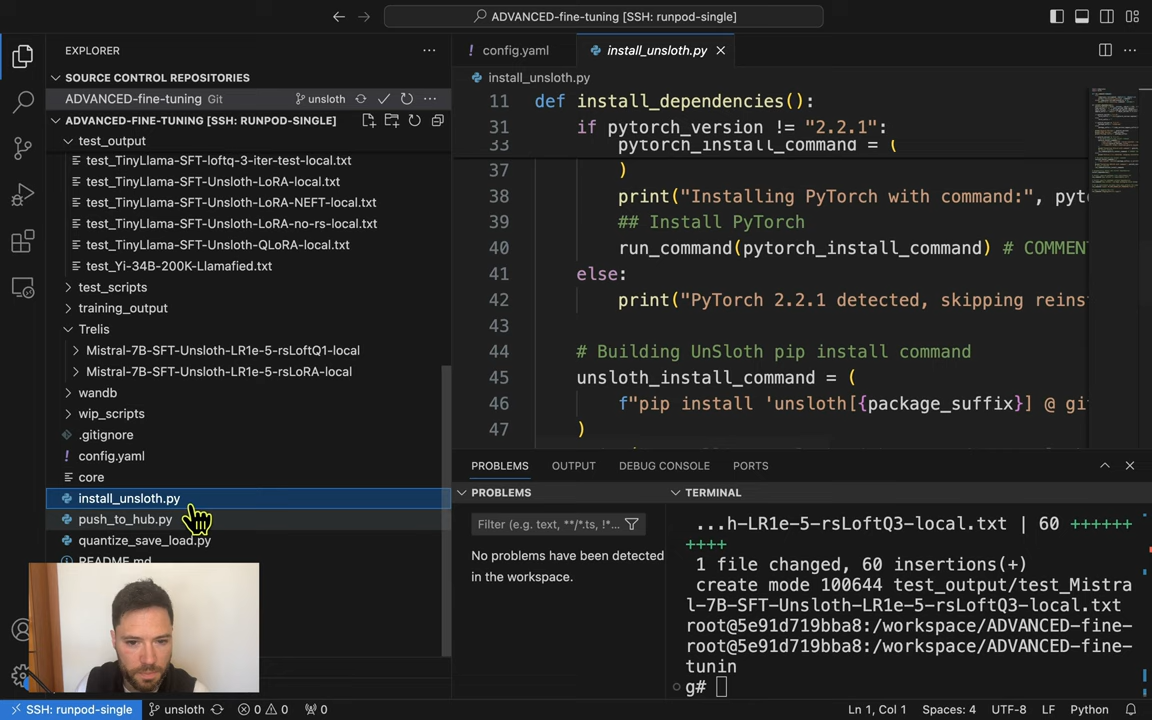 ADVANCED-fine-tuning [SSH: runpod-single]
EXPLORER
SOURCE CONTROL REPOSITORIES
ADVANCED-fine-tuning Git
unsloth
ADVANCED-FINE-TUNING [SSH: RUNPOD-SINGLE]
test_output
test_TinyLlama-SFT-loftq-3-iter-test-local.txt
test_TinyLlama-SFT-Unsloth-LoRA-local.txt
test_TinyLlama-SFT-Unsloth-LoRA-NEFT-local.txt
test_TinyLlama-SFT-Unsloth-LoRA-no-rs-local.txt
test_TinyLlama-SFT-Unsloth-QLoRA-local.txt
test_Yi-34B-200K-Llamafied.txt
test_scripts
training_output
Trelis
Mistral-7B-SFT-Unsloth-LR1e-5-rsLoftQ1-local
Mistral-7B-SFT-Unsloth-LR1e-5-rsLoRA-local
wandb
wip_scripts
.gitignore
config.yaml
core
install_unsloth.py
push_to_hub.py
quantize_save_load.py
README.md
config.yaml
install_unsloth.py
install_unsloth.py
11 def install_dependencies():
31 if pytorch_version != "2.2.1":
33 pytorch_install_command = (
37 )
38 print("Installing PyTorch with command:", pyto
39 ## Install PyTorch
40 run_command(pytorch_install_command) # COMMEN
41 else:
42 print("PyTorch 2.2.1 detected, skipping reins
43
44 # Building UnSloth pip install command
45 unsloth_install_command = (
46 f"pip install 'unsloth[{package_suffix}] @ gi
47 )
PROBLEMS
OUTPUT
DEBUG CONSOLE
PORTS
PROBLEMS
Filter (e.g. text, **/*.ts, !*...
No problems have been detected
in the workspace.
TERMINAL
...h-LR1e-5-rsLoftQ3-local.txt | 60 ++++++
++++
1 file changed, 60 insertions(+)
create mode 100644 test_output/test_Mistra
l-7B-SFT-Unsloth-LR1e-5-rsLoftQ3-local.txt
root@5e91d719bba8:/workspace/ADVANCED-fine-
root@5e91d719bba8:/workspace/ADVANCED-fine-
tunin
g#
SSH: runpod-single
unsloth
0
0
0
Ln 1, Col 1
Spaces: 4
UTF-8
LF
Python